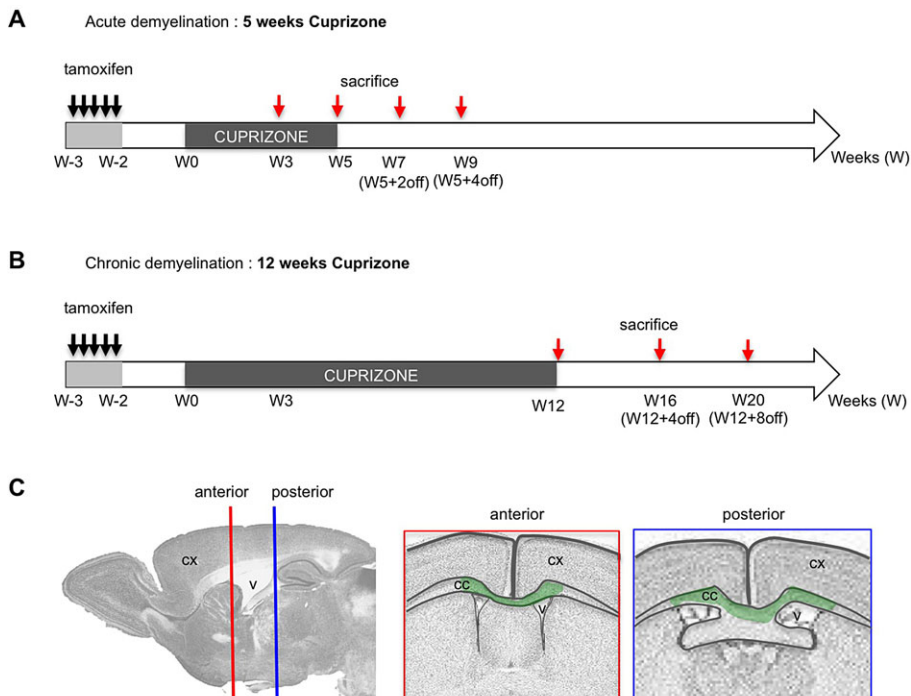 A
Acute demyelination : 5 weeks Cuprizone
tamoxifen
sacrifice
CUPRIZONE
W-3 W-2 W0 W3 W5 W7 W9
(W5+2off) (W5+4off)
Weeks (W)
B
Chronic demyelination : 12 weeks Cuprizone
tamoxifen
sacrifice
CUPRIZONE
W-3 W-2 W0 W3 W12 W16 W20
(W12+4off) (W12+8off)
Weeks (W)
C
anterior posterior
cx
v
anterior
cx
cc
v
posterior
cx
cc
v